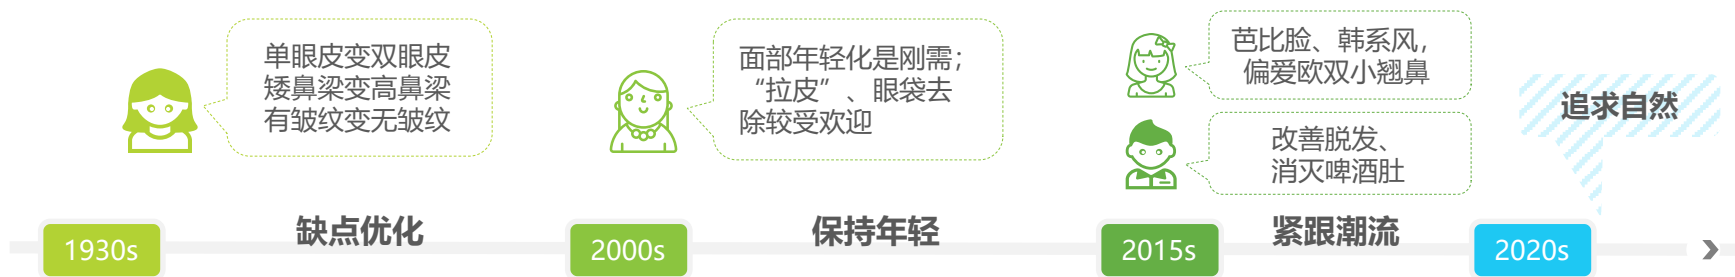 单眼皮变双眼皮
矮鼻梁变高鼻梁
有皱纹变无皱纹
面部年轻化是刚需；
“拉皮”、眼袋去
除较受欢迎
芭比脸、韩系风，
偏爱欧双小翘鼻
改善脱发、
消灭啤酒肚
追求自然
1930s
缺点优化
2000s
保持年轻
2015s
紧跟潮流
2020s